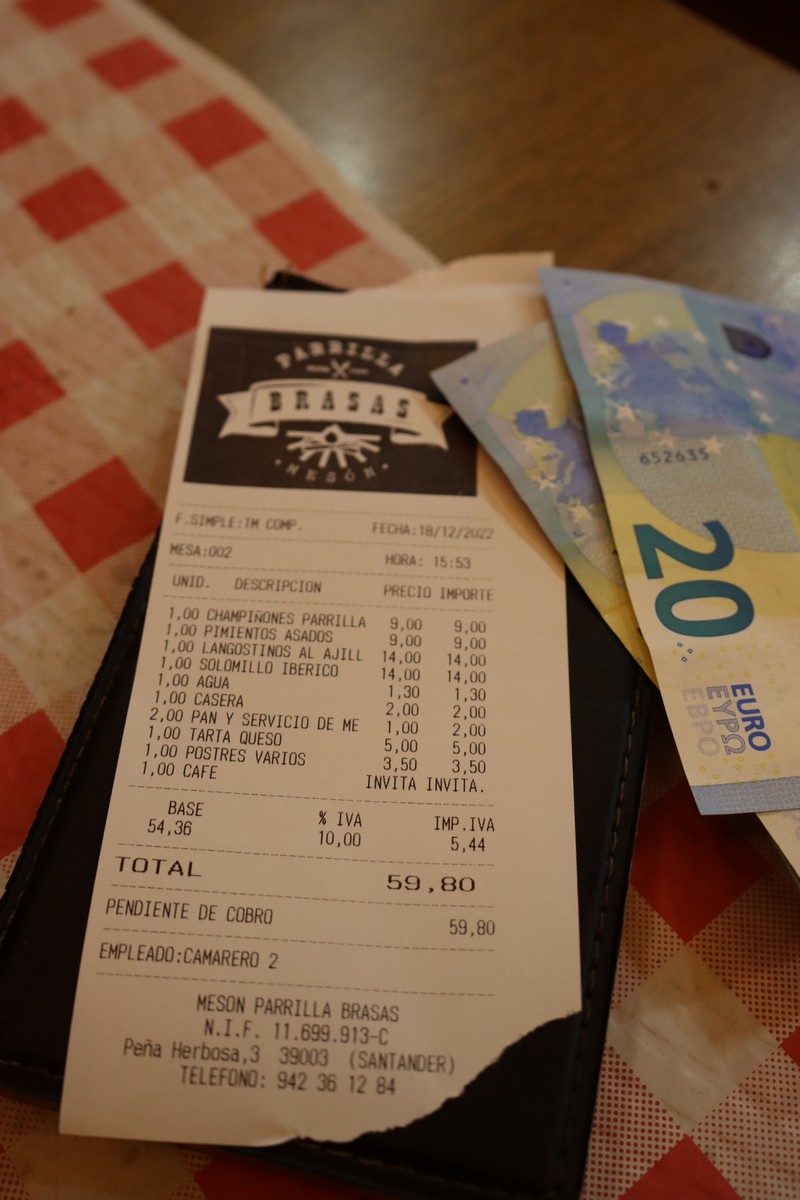 PARRILLA
BRASAS
·MESÓN·
F.SIMPLE:TM COMP. FECHA:18/12/2022
MESA:002 HORA: 15:53
UNID. DESCRIPCION PRECIO IMPORTE
1,00 CHAMPIÑONES PARRILLA 9,00 9,00
1,00 PIMIENTOS ASADOS 9,00 9,00
1,00 LANGOSTINOS AL AJILL 14,00 14,00
1,00 SOLOMILLO IBERICO 14,00 14,00
1,00 AGUA 1,30 1,30
1,00 CASERA 2,00 2,00
2,00 PAN Y SERVICIO DE ME 1,00 2,00
1,00 TARTA QUESO 5,00 5,00
1,00 POSTRES VARIOS 3,50 3,50
1,00 CAFE INVITA INVITA.
BASE % IVA IMP.IVA
54,36 10,00 5,44
TOTAL 59,80
PENDIENTE DE COBRO 59,80
EMPLEADO:CAMARERO 2
MESON PARRILLA BRASAS
N.I.F. 11.699.913-C
Peña Herbosa,3 39003 (SANTANDER)
TELEFONO: 942 36 12 84
652635
20
EURO
ΕΥΡΩ
ЕВРО